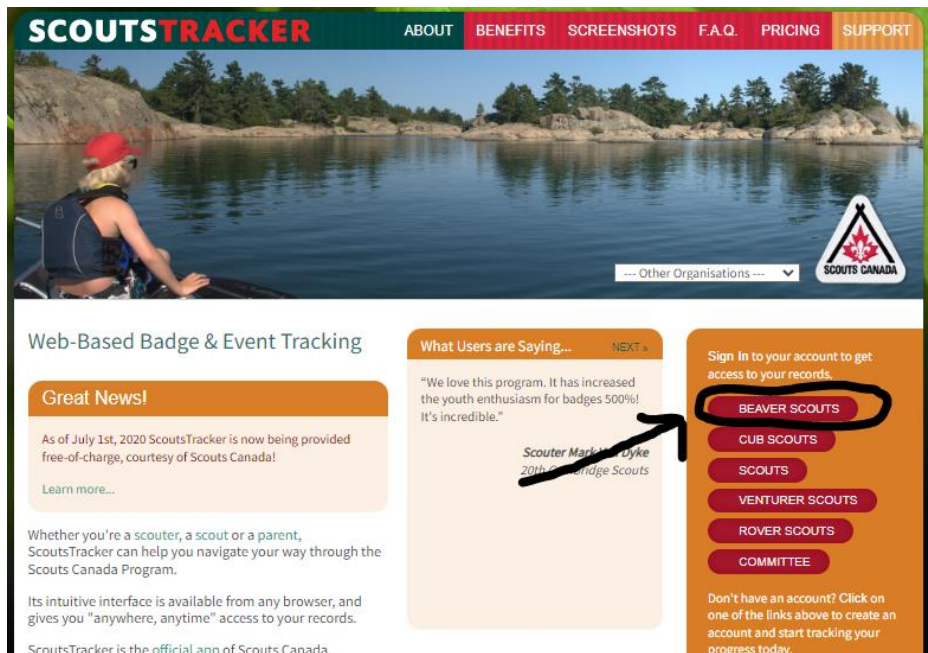 SCOUTSTRACKER
ABOUT BENEFITS SCREENSHOTS F.A.Q. PRICING SUPPORT
--- Other Organisations ---
SCOUTS CANADA
Web-Based Badge & Event Tracking
Great News!
As of July 1st, 2020 ScoutsTracker is now being provided
free-of-charge, courtesy of Scouts Canada!
Learn more...
Whether you're a scouter, a scout or a parent,
ScoutsTracker can help you navigate your way through the
Scouts Canada Program.
Its intuitive interface is available from any browser, and
gives you "anywhere, anytime" access to your records.
ScoutsTracker is the official app of Scouts Canada
What Users are Saying... NEXT »
“We love this program. It has increased
the youth enthusiasm for badges 500%!
It's incredible.”
Scouter Mark Dyke
20th Scouts
Sign In to your account to get
access to your records.
BEAVER SCOUTS
CUB SCOUTS
SCOUTS
VENTURER SCOUTS
ROVER SCOUTS
COMMITTEE
Don't have an account? Click on
one of the links above to create an
account and start tracking your
progress today.